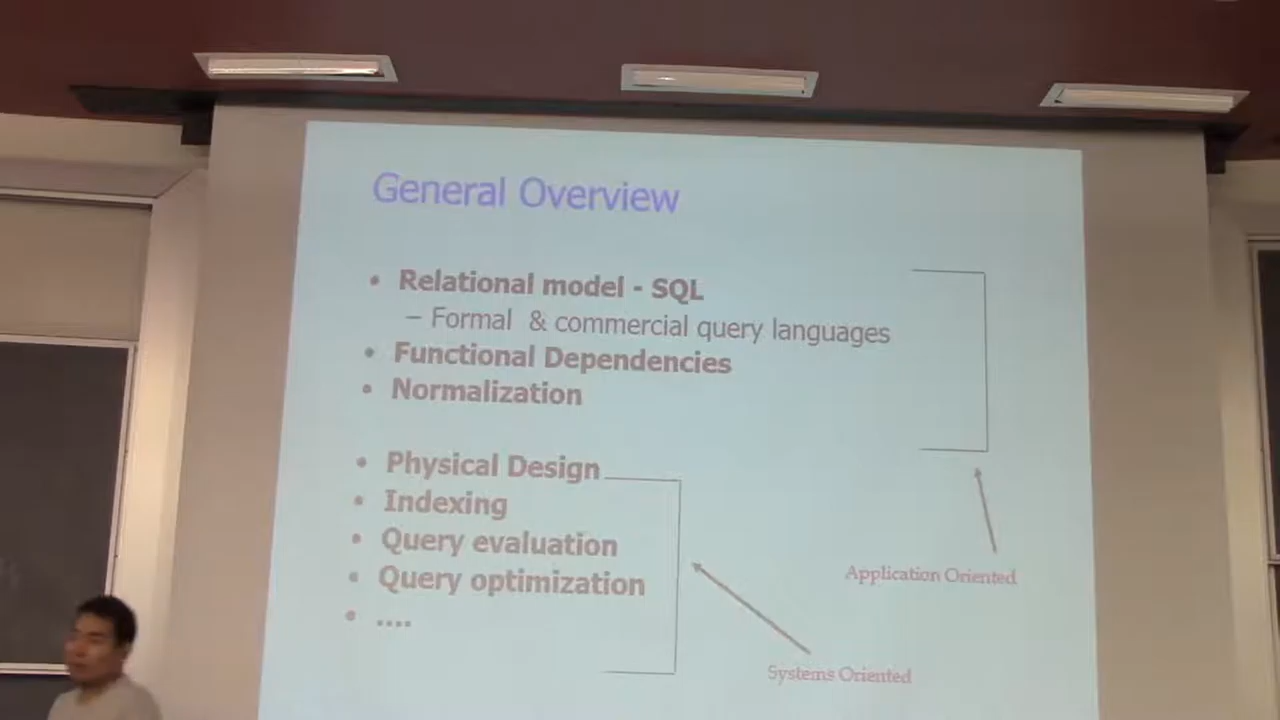 General Overview
• Relational model - SQL
– Formal & commercial query languages
• Functional Dependencies
• Normalization
• Physical Design
• Indexing
• Query evaluation
• Query optimization
• ....
Application Oriented
Systems Oriented